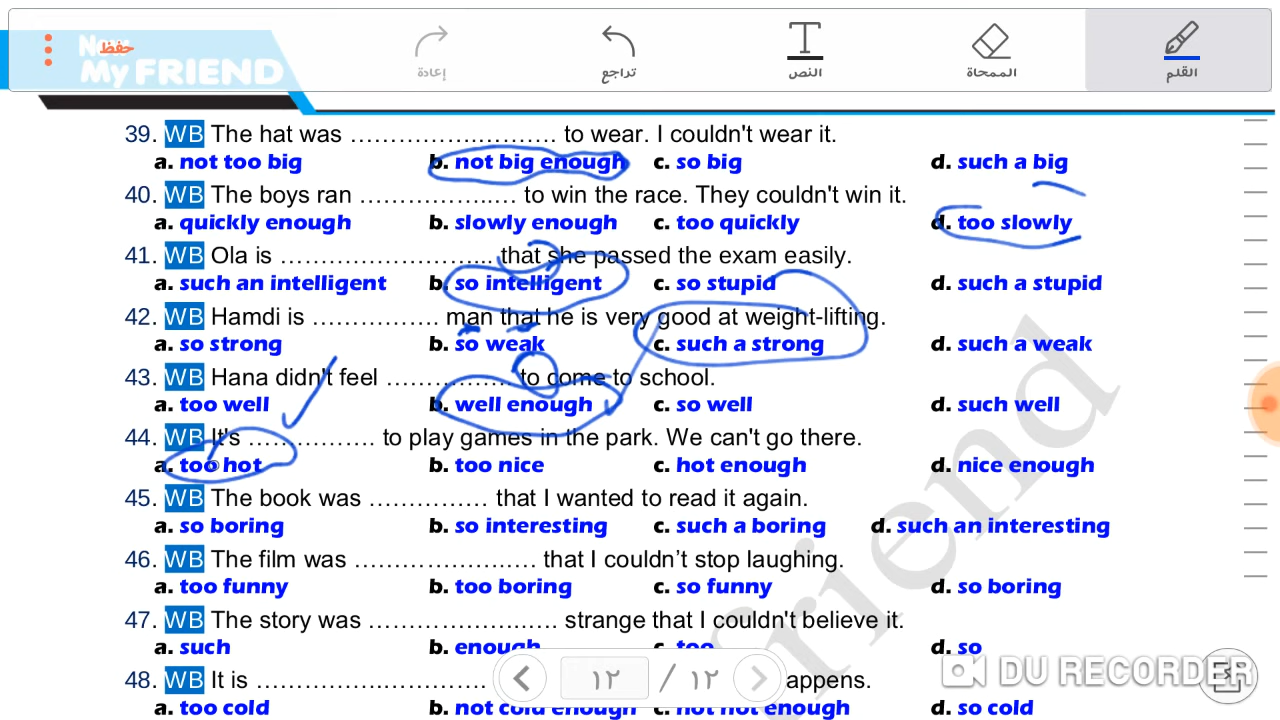 حفظ
إعادة
تراجع
النص
الممحاة
القلم
My FRIEND
39. WB The hat was ……………………… to wear. I couldn't wear it.
a. not too big b. not big enough c. so big d. such a big
40. WB The boys ran ……………..… to win the race. They couldn't win it.
a. quickly enough b. slowly enough c. too quickly d. too slowly
41. WB Ola is ……………………... that she passed the exam easily.
a. such an intelligent b. so intelligent c. so stupid d. such a stupid
42. WB Hamdi is ……………. man that he is very good at weight-lifting.
a. so strong b. so weak c. such a strong d. such a weak
43. WB Hana didn't feel …………….. to come to school.
a. too well b. well enough c. so well d. such well
44. WB It's …………… to play games in the park. We can't go there.
a. too hot b. too nice c. hot enough d. nice enough
45. WB The book was …………… that I wanted to read it again.
a. so boring b. so interesting c. such a boring d. such an interesting
46. WB The film was ………………..… that I couldn’t stop laughing.
a. too funny b. too boring c. so funny d. so boring
47. WB The story was ………………..… strange that I couldn't believe it.
a. such b. enough c. too d. so
48. WB It is …………………… appens.
a. too cold b. not cold enough c. not hot enough d. so cold
١٢ / ١٢
DU RECORDER
friend